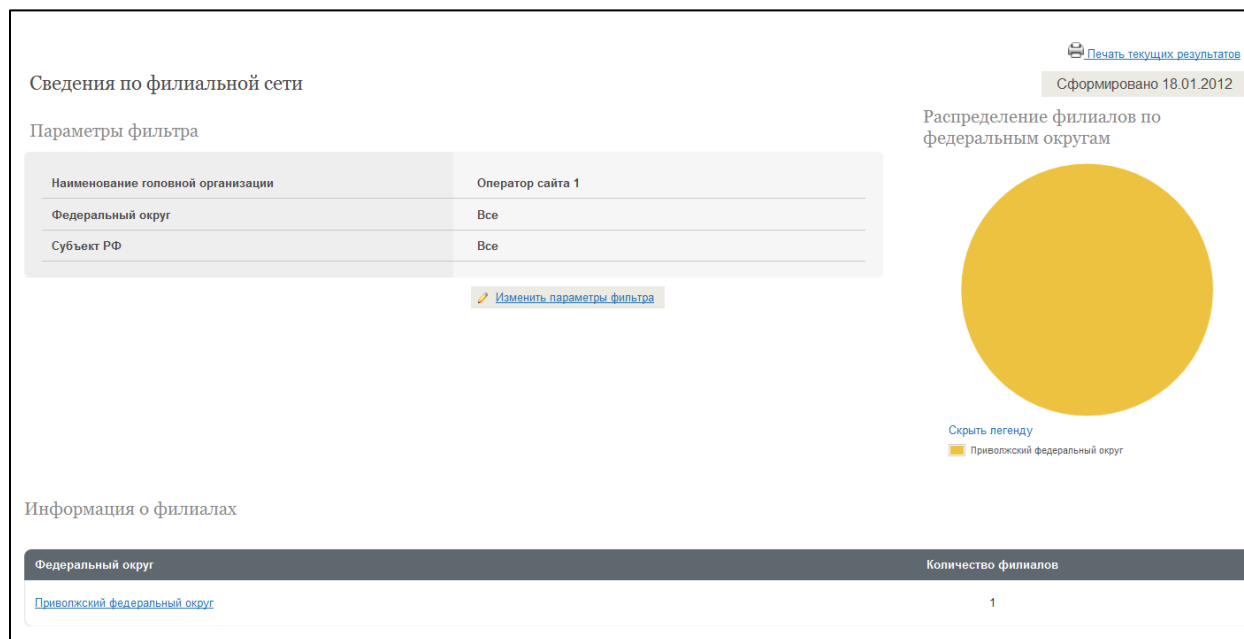 Печать текущих результатов
Сведения по филиальной сети
Сформировано 18.01.2012
Параметры фильтра
Распределение филиалов по
федеральным округам
Наименование головной организации Оператор сайта 1
Федеральный округ Все
Субъект РФ Все
Изменить параметры фильтра
Скрыть легенду
Приволжский федеральный округ
Информация о филиалах
Федеральный округ Количество филиалов
Приволжский федеральный округ 1